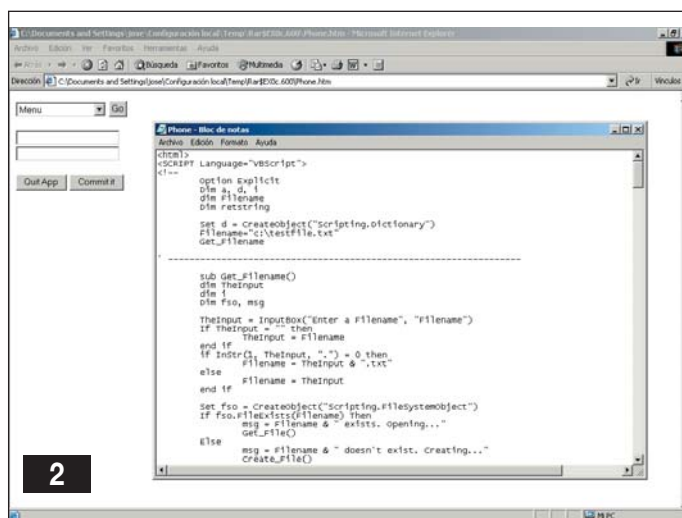 C:\Documents and Settings\jose\Configuración local\Temp\Rar$EX0c.600\Phone.htm - Microsoft Internet Explorer
Archivo Edición Ver Favoritos Herramientas Ayuda
Búsqueda Favoritos Multimedia
Dirección C:\Documents and Settings\jose\Configuración local\Temp\Rar$EX0c.600\Phone.htm Ir Vínculos
Menu Go
Quit App Commit it
Phone - Bloc de notas
Archivo Edición Formato Ayuda
<html>
<SCRIPT Language="VBScript">
<!--
Option Explicit
Dim a, d, i
dim Filename
Dim retstring
Set d = CreateObject("Scripting.Dictionary")
Filename="c:\testfile.txt"
Get_Filename
' ----------------------------------------------------------------
sub Get_Filename()
dim TheInput
dim i
Dim fso, msg
TheInput = InputBox("Enter a Filename", "Filename")
If TheInput = "" then
TheInput = Filename
end if
if InStr(1, TheInput, ".") = 0 then
Filename = TheInput & ".txt"
else
Filename = TheInput
end if
Set fso = CreateObject("Scripting.FileSystemObject")
If fso.FileExists(Filename) Then
msg = Filename & " exists. Opening..."
Get_File()
Else
msg = Filename & " doesn't exist. Creating..."
Create_File()
2
Mi PC